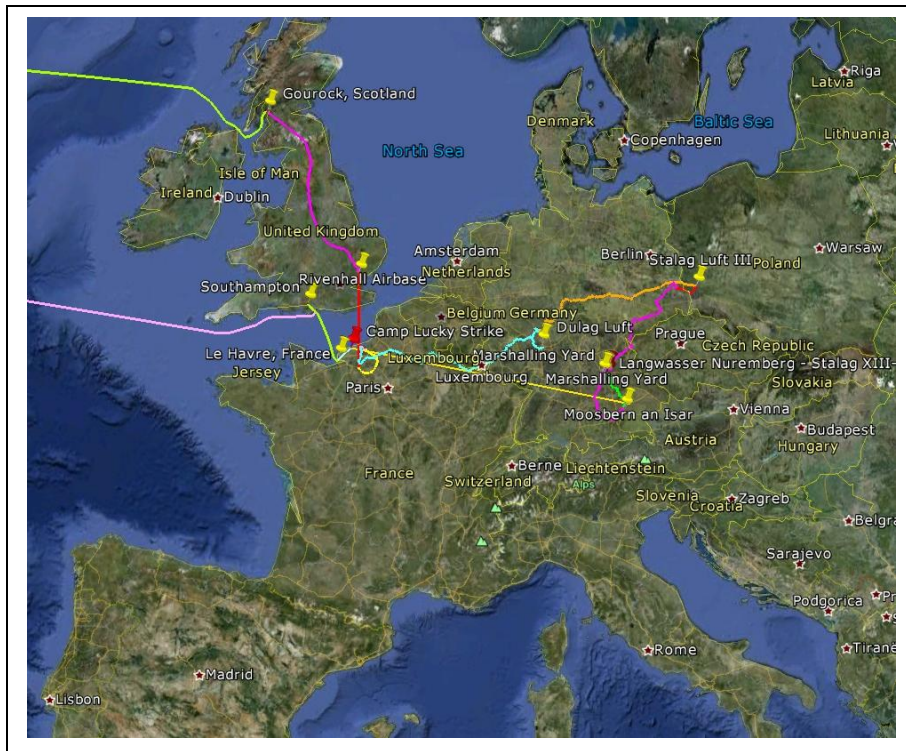 Riga
Latvia
Gourock, Scotland
Denmark
Baltic Sea
Copenhagen
Lithuania
North Sea
Isle of Man
Ireland
Dublin
United Kingdom
Amsterdam
Netherlands
Berlin
Stalag Luft III
Poland
Warsaw
Rivenhall Airbase
Southampton
Belgium
Germany
Camp Lucky Strike
Dulag Luft
Prague
Czech Republic
Le Havre, France
Jersey
Luxembourg
Marshalling Yard
Langwasser Nuremberg - Stalag XIII-
Luxembourg
Marshalling Yard
Slovakia
Paris
Moosbern an Isar
Vienna
Budapest
Hungary
Austria
France
Berne
Switzerland
Liechtenstein
Alps
Slovenia
Croatia
Zagreb
Belgra
Sarajevo
Podgorica
Pr
Rome
Tirane
Madrid
Lisbon